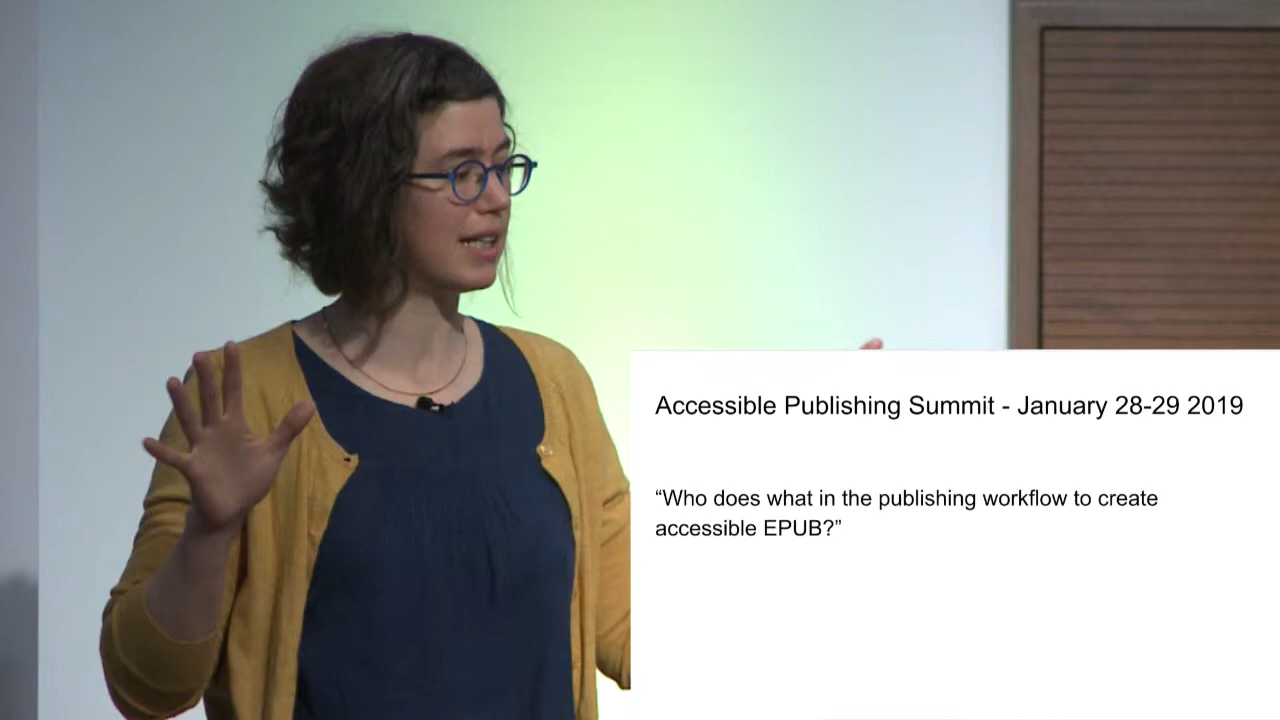 Accessible Publishing Summit - January 28-29 2019
“Who does what in the publishing workflow to create
accessible EPUB?”